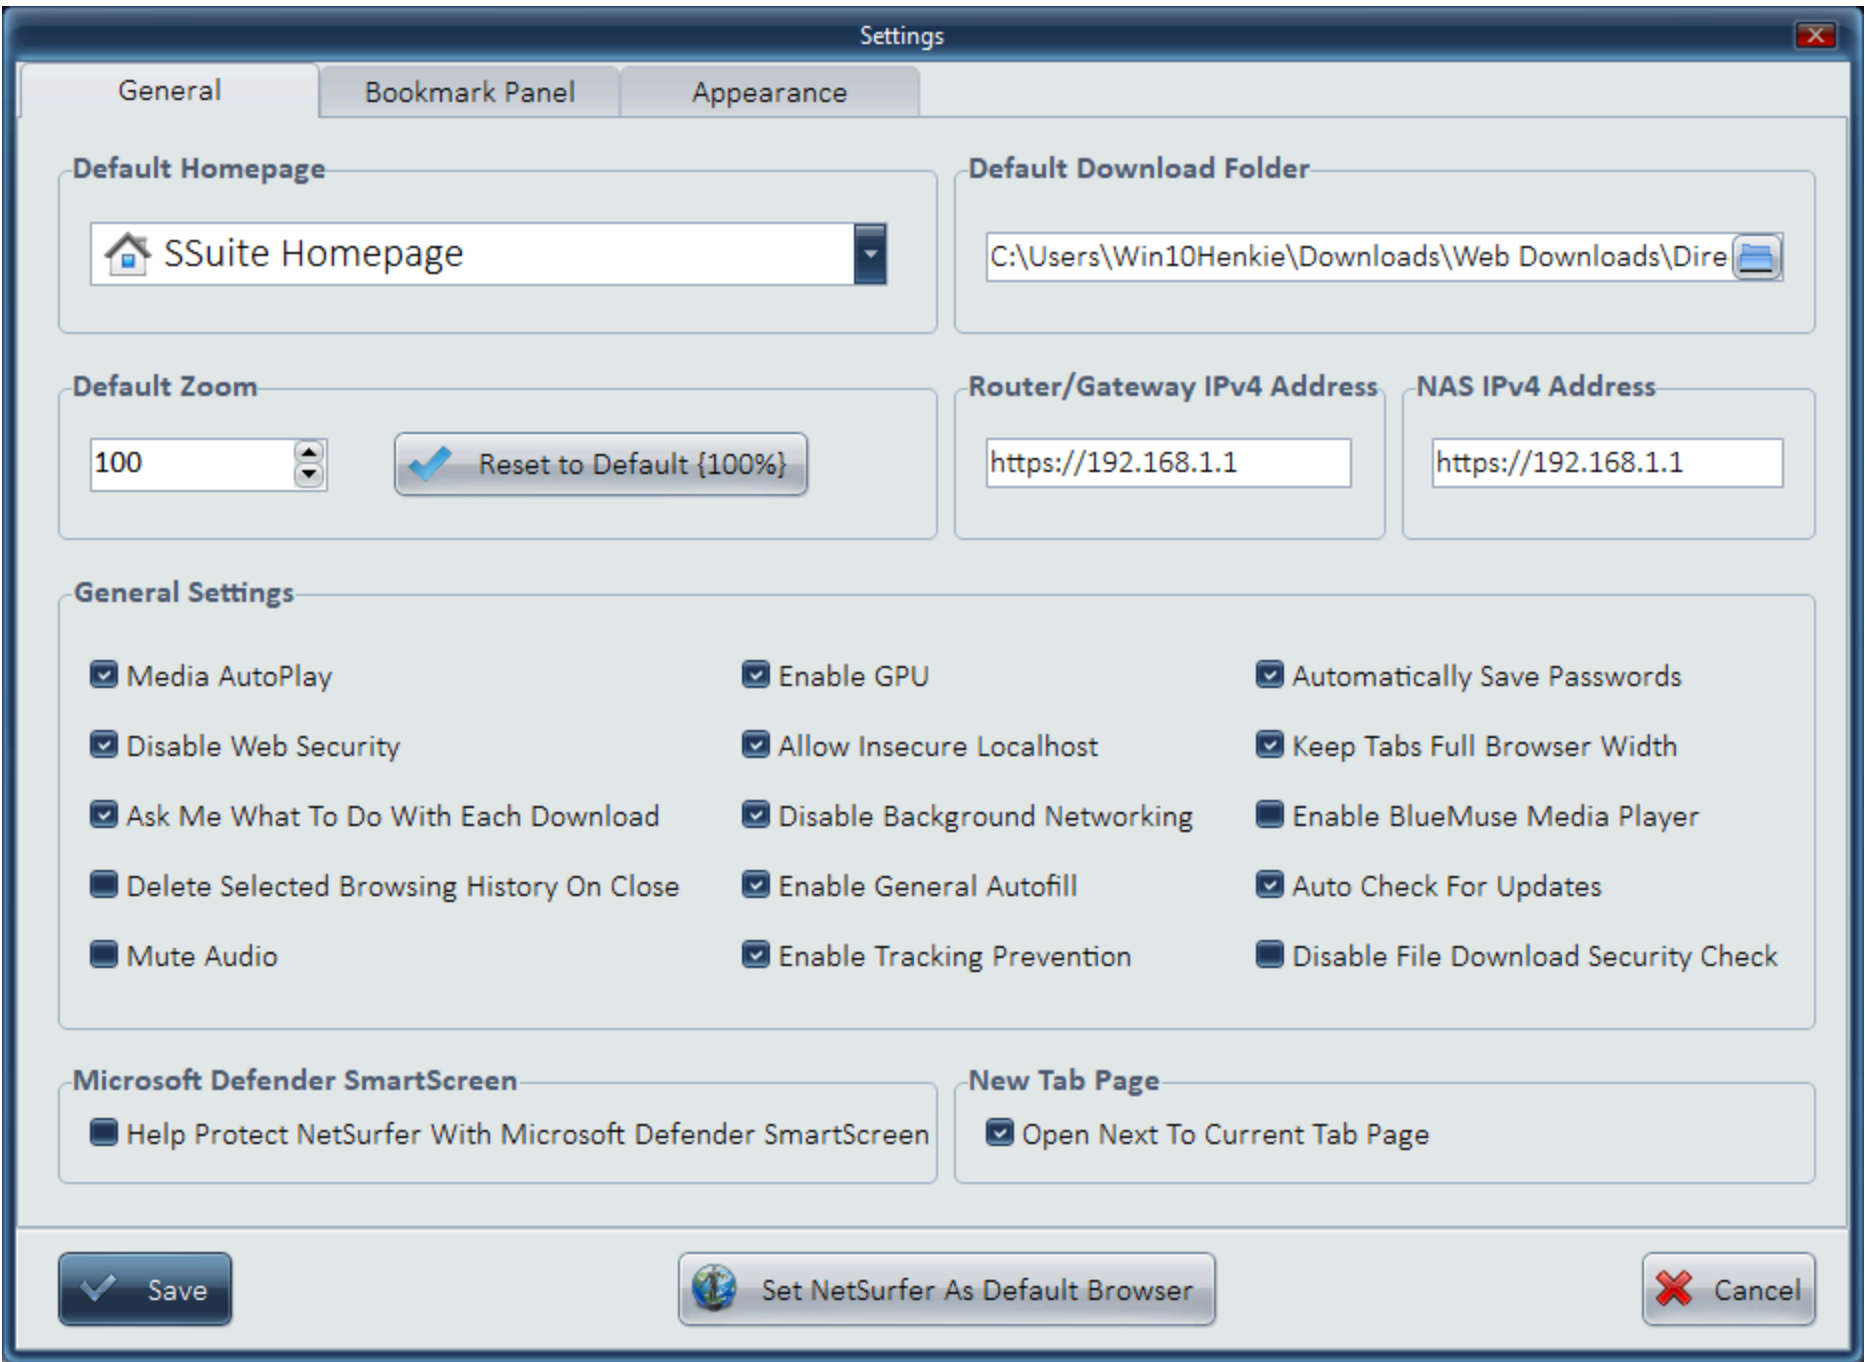 Settings
General
Bookmark Panel
Appearance
Default Homepage
SSuite Homepage
Default Download Folder
C:\Users\Win10Henkie\Downloads\Web Downloads\Dire
Default Zoom
100
Reset to Default {100%}
Router/Gateway IPv4 Address
https://192.168.1.1
NAS IPv4 Address
https://192.168.1.1
General Settings
Media AutoPlay
Disable Web Security
Ask Me What To Do With Each Download
Delete Selected Browsing History On Close
Mute Audio
Enable GPU
Allow Insecure Localhost
Disable Background Networking
Enable General Autofill
Enable Tracking Prevention
Automatically Save Passwords
Keep Tabs Full Browser Width
Enable BlueMuse Media Player
Auto Check For Updates
Disable File Download Security Check
Microsoft Defender SmartScreen
Help Protect NetSurfer With Microsoft Defender SmartScreen
New Tab Page
Open Next To Current Tab Page
Save
Set NetSurfer As Default Browser
Cancel